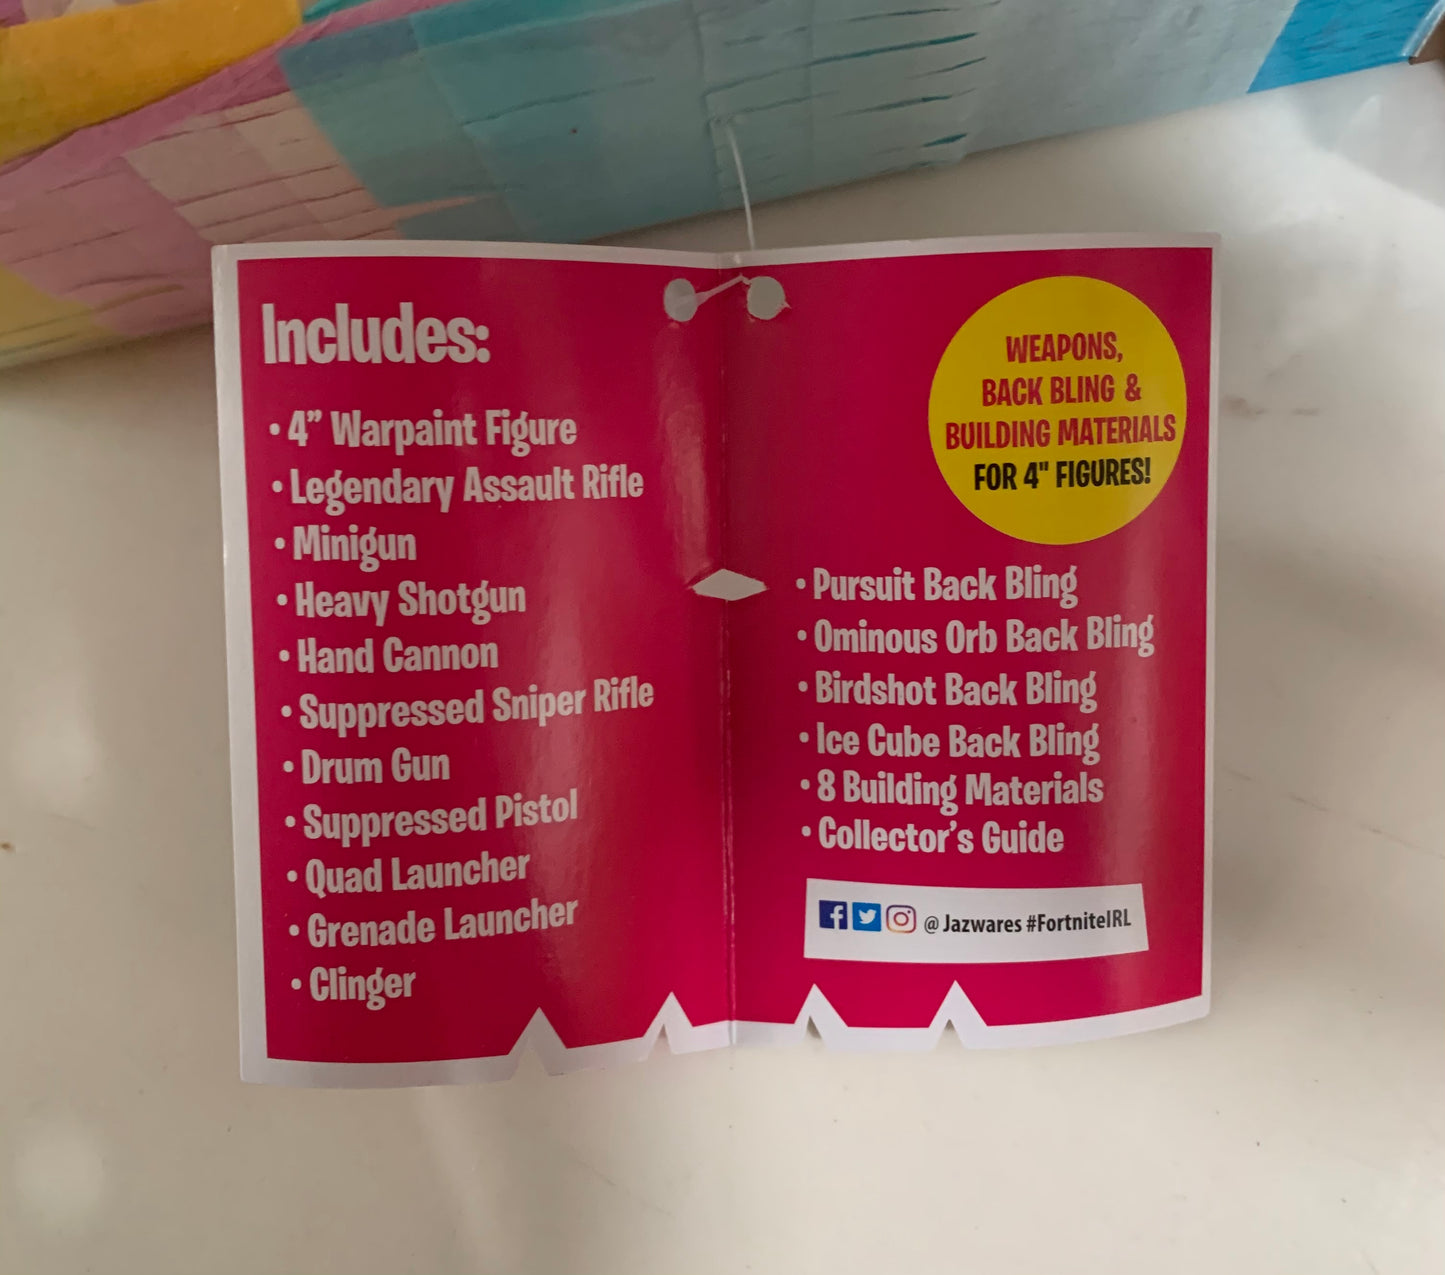 Includes:
• 4” Warpaint Figure
• Legendary Assault Rifle
• Minigun
• Heavy Shotgun
• Hand Cannon
• Suppressed Sniper Rifle
• Drum Gun
• Suppressed Pistol
• Quad Launcher
• Grenade Launcher
• Clinger
WEAPONS,
BACK BLING &
BUILDING MATERIALS
FOR 4" FIGURES!
• Pursuit Back Bling
• Ominous Orb Back Bling
• Birdshot Back Bling
• Ice Cube Back Bling
• 8 Building Materials
• Collector’s Guide
@ Jazwares #FortniteIRL